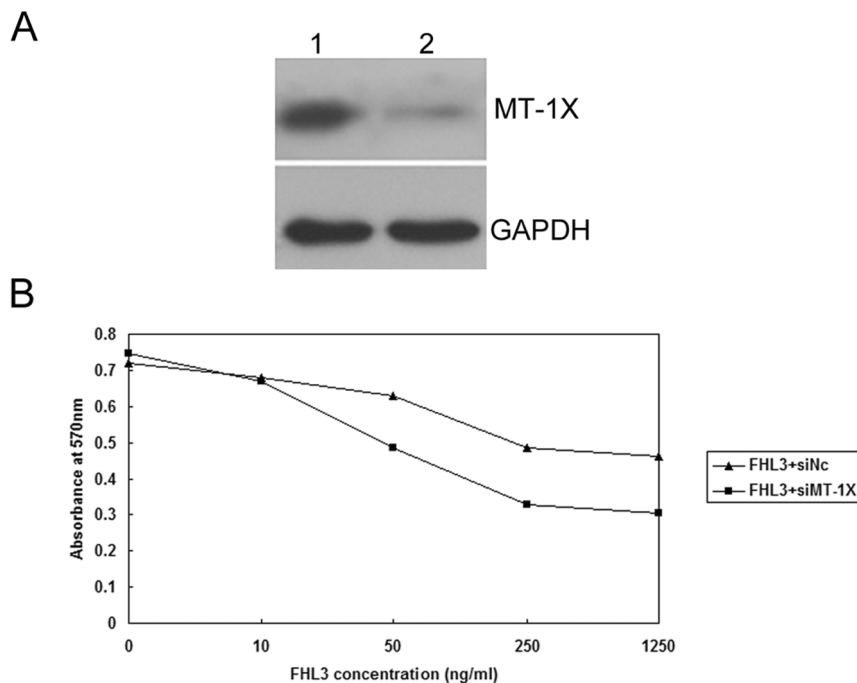 A
1 2
MT-1X
GAPDH
B
0.8
0.7
0.6
0.5
0.4
0.3
0.2
0.1
0
Absorbance at 570nm
0 10 50 250 1250
FHL3 concentration (ng/ml)
FHL3+siNc
FHL3+siMT-1X